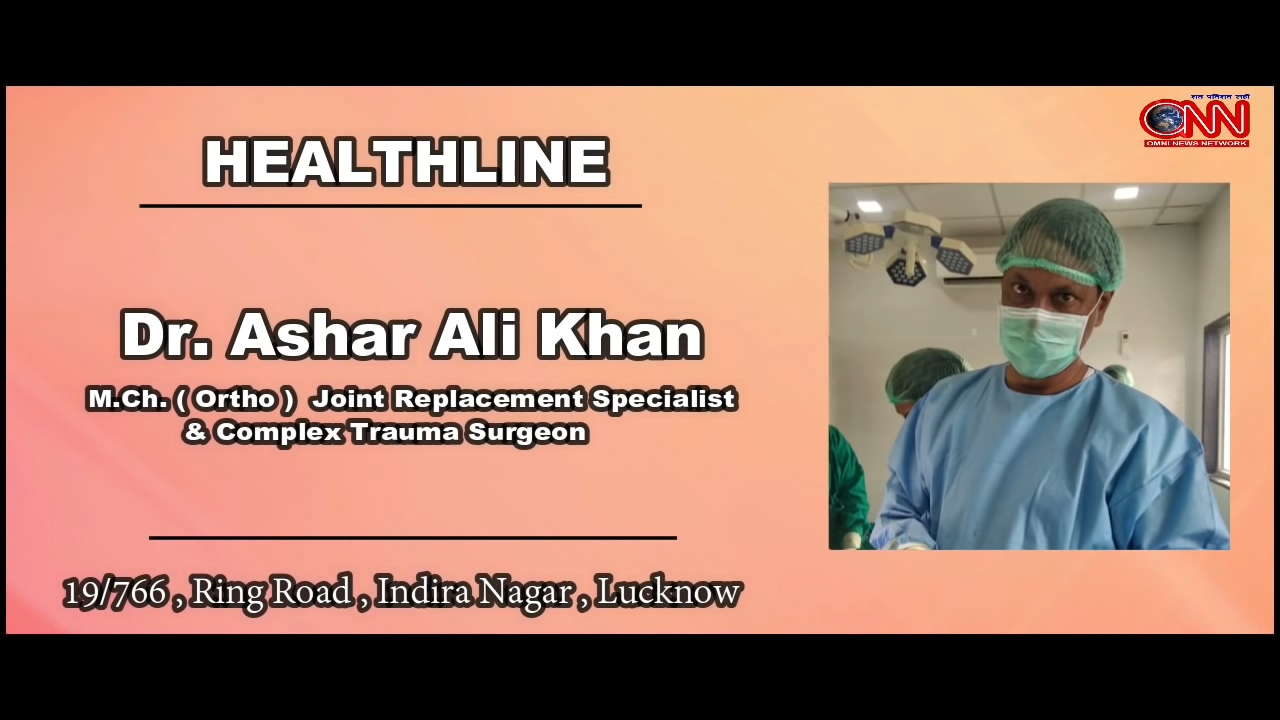 HEALTHLINE
Dr. Ashar Ali Khan
M.Ch. ( Ortho ) Joint Replacement Specialist
& Complex Trauma Surgeon
19/766 , Ring Road , Indira Nagar , Lucknow
ONN
OMNI NEWS NETWORK